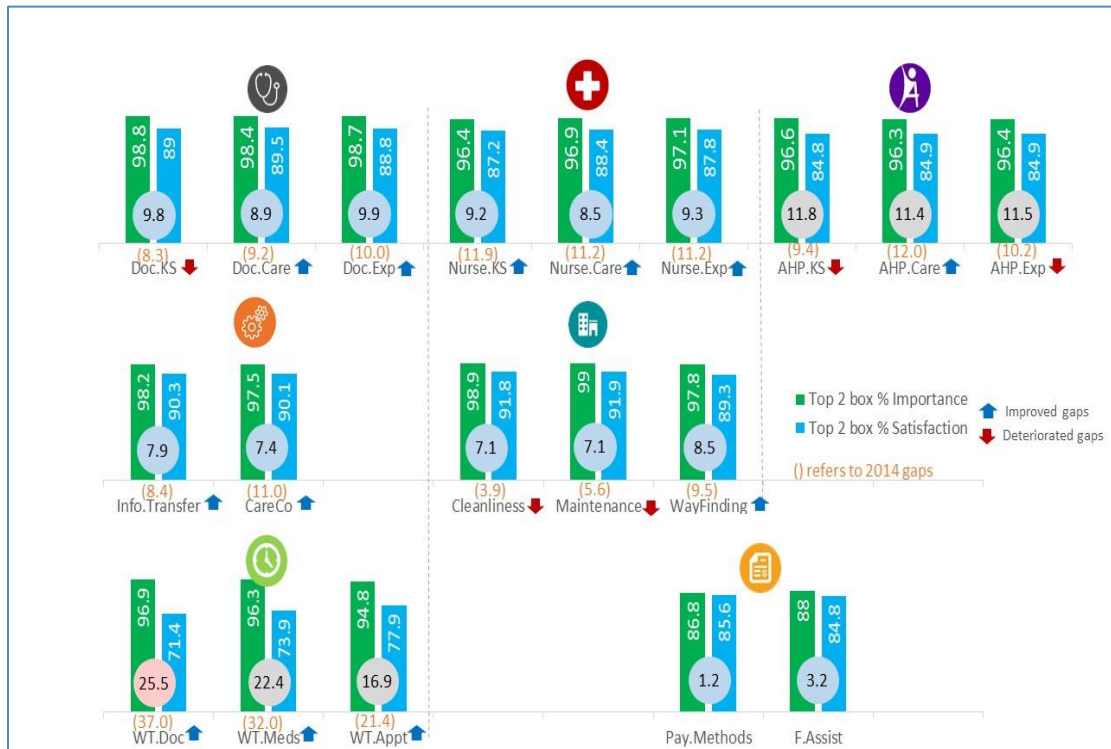 98.8 89 98.4 89.5 98.7 88.8 96.4 87.2 96.9 88.4 97.1 87.8 96.6 84.8 96.3 84.9 96.4 84.9
9.8 8.9 9.9 9.2 8.5 9.3 11.8 11.4 11.5
(8.3) (9.2) (10.0) (11.9) (11.2) (11.2) (9.4) (12.0) (10.2)
Doc.KS Doc.Care Doc.Exp Nurse.KS Nurse.Care Nurse.Exp AHP.KS AHP.Care AHP.Exp
98.2 90.3 97.5 90.1 98.9 91.8 99 91.9 97.8 89.3
7.9 7.4 7.1 7.1 8.5
(8.4) (11.0) (3.9) (5.6) (9.5)
Info.Transfer CareCo Cleanliness Maintenance WayFinding
Top 2 box % Importance
Top 2 box % Satisfaction
Improved gaps
Deteriorated gaps
() refers to 2014 gaps
96.9 71.4 96.3 73.9 94.8 77.9 86.8 85.6 88 84.8
25.5 22.4 16.9 1.2 3.2
(37.0) (32.0) (21.4)
WT.Doc WT.Meds WT.Appt Pay.Methods F.Assist